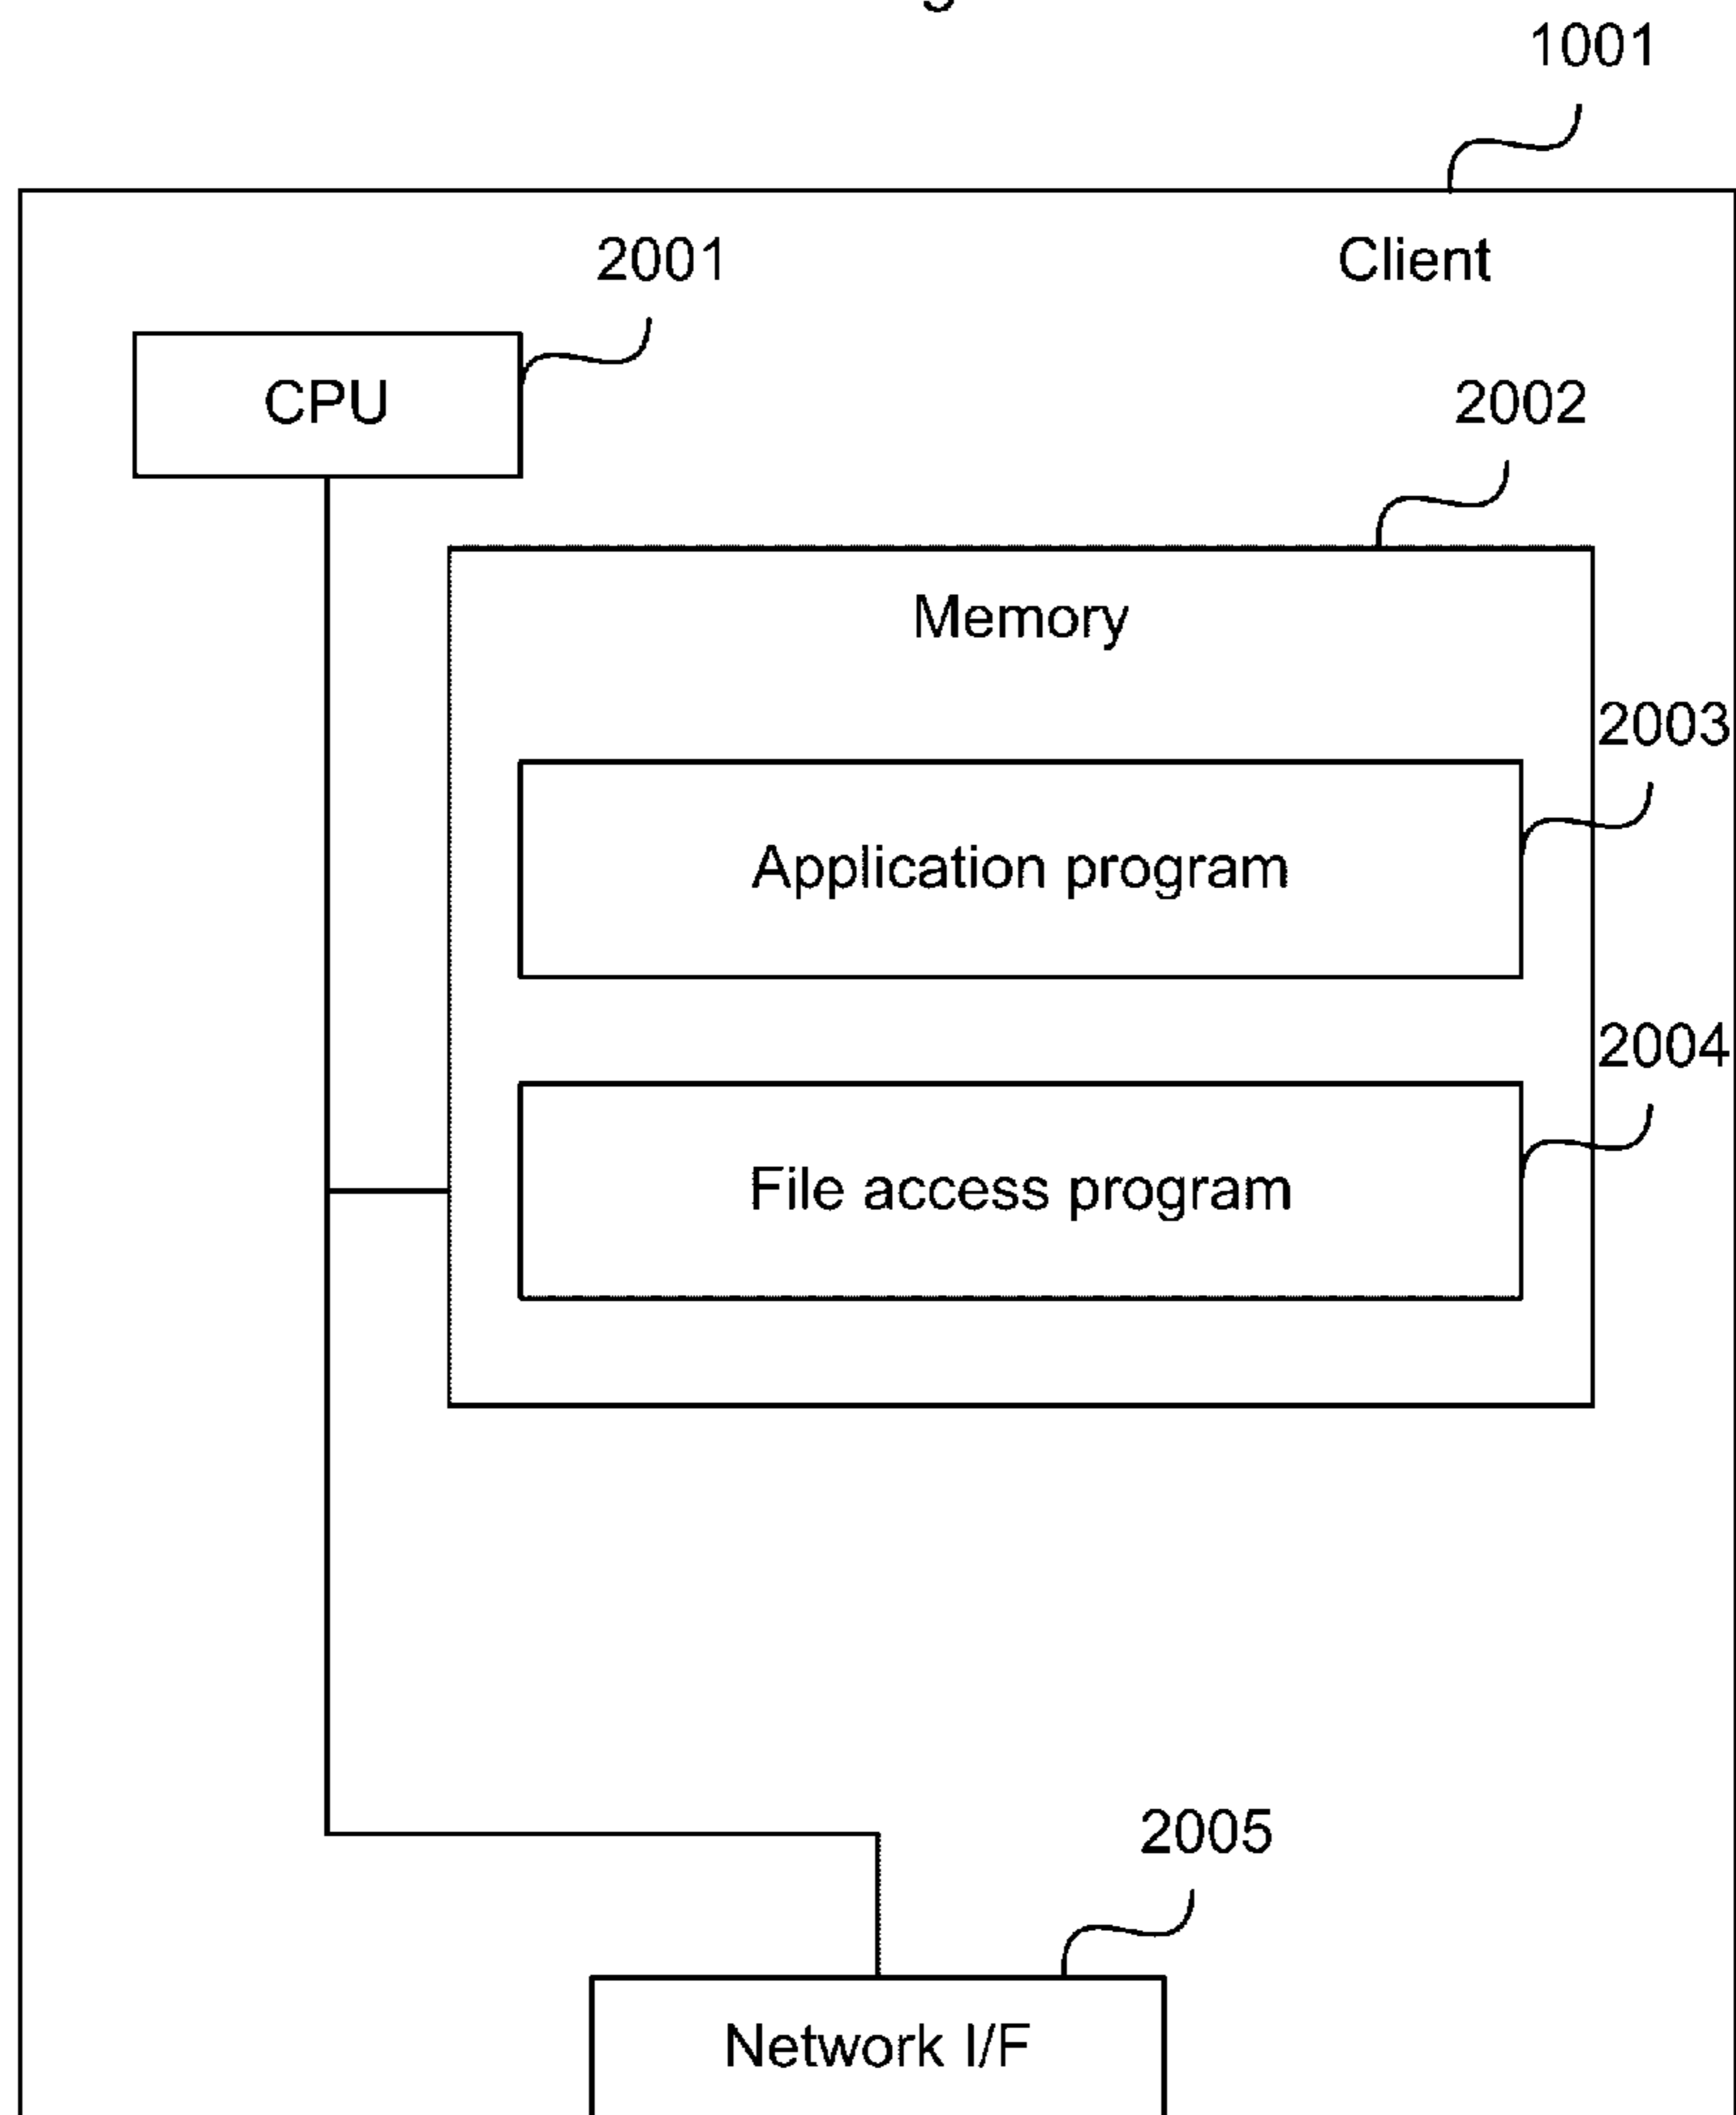 1001
Client
2001
CPU
2002
Memory
2003
Application program
2004
File access program
2005
Network I/F